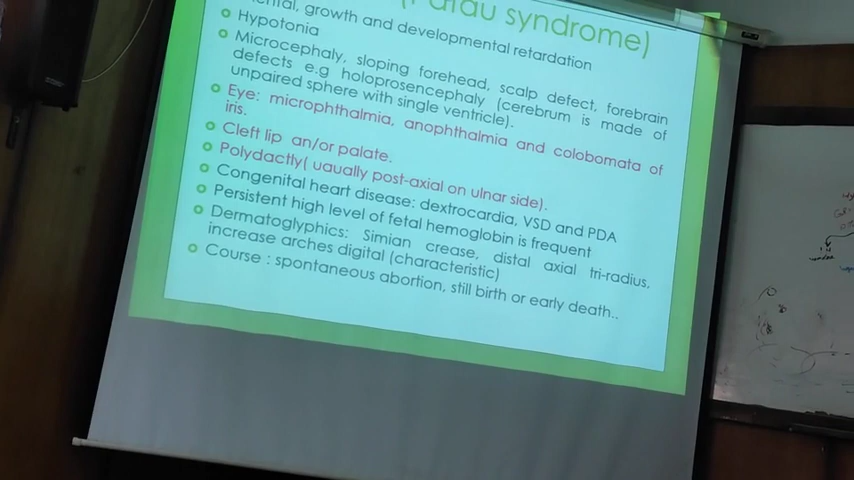 (Patau syndrome)
Mental, growth and developmental retardation
Hypotonia
Microcephaly, sloping forehead, scalp defect, forebrain
defects e.g holoprosencephaly (cerebrum is made of
unpaired sphere with single ventricle).
Eye: microphthalmia, anophthalmia and colobomata of
iris.
Cleft lip an/or palate.
Polydactly( uaually post-axial on ulnar side).
Congenital heart disease: dextrocardia, VSD and PDA
Persistent high level of fetal hemoglobin is frequent
Dermatoglyphics: Simian crease, distal axial tri-radius,
increase arches digital (characteristic)
Course : spontaneous abortion, still birth or early death..